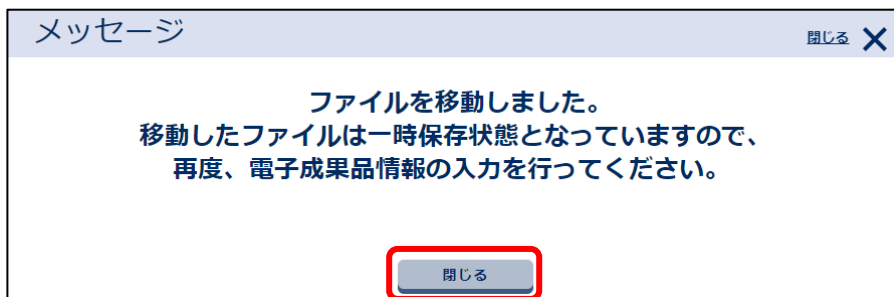 メッセージ
閉じる
ファイルを移動しました。
移動したファイルは一時保存状態となっていますので、
再度、電子成果品情報の入力を行ってください。
閉じる